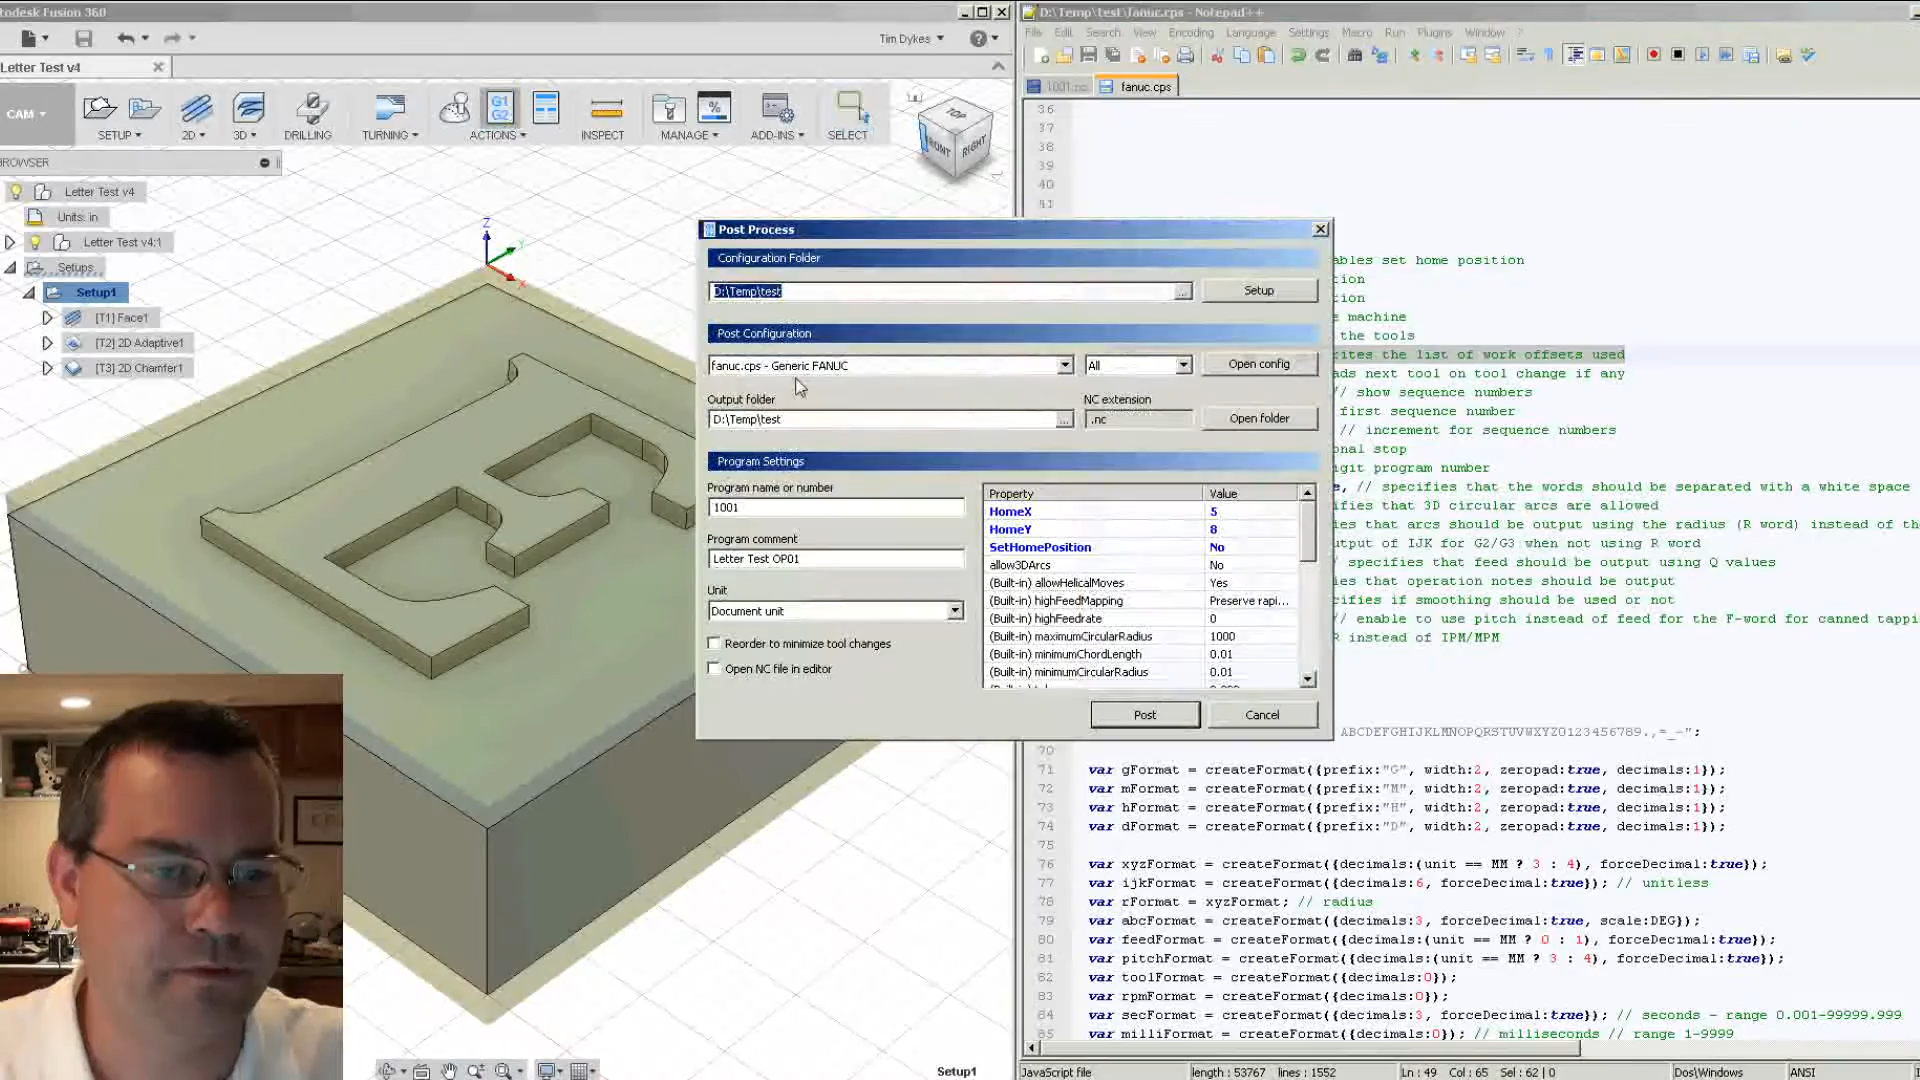 utodesk Fusion 360
Tim Dykes
Letter Test v4
CAM
SETUP
2D
3D
DRILLING
TURNING
G1
G2
ACTIONS
INSPECT
%
MANAGE
ADD-INS
SELECT
TOP
FRONT
RIGHT
BROWSER
Letter Test v4
Units: in
Letter Test v4:1
Setups
Setup1
[T1] Face1
[T2] 2D Adaptive1
[T3] 2D Chamfer1
Z
Y
X
Setup1
Post Process
Configuration Folder
D:\Temp\test
...
Setup
Post Configuration
fanuc.cps - Generic FANUC
All
Open config
Output folder
NC extension
D:\Temp\test
...
.nc
Open folder
Program Settings
Program name or number
1001
Program comment
Letter Test OP01
Unit
Document unit
Reorder to minimize tool changes
Open NC file in editor
Property Value
HomeX 5
HomeY 8
SetHomePosition No
allow3DArcs No
(Built-in) allowHelicalMoves Yes
(Built-in) highFeedMapping Preserve rapi...
(Built-in) highFeedrate 0
(Built-in) maximumCircularRadius 1000
(Built-in) minimumChordLength 0.01
(Built-in) minimumCircularRadius 0.01
Post
Cancel
D:\Temp\test\fanuc.cps - Notepad++
File Edit Search View Encoding Language Settings Macro Run Plugins Window ?
1001.nc
fanuc.cps
36
37
38
39
40
41
ables set home position
tion
tion
e machine
the tools
rites the list of work offsets used
ads next tool on tool change if any
// show sequence numbers
first sequence number
// increment for sequence numbers
onal stop
igit program number
e, // specifies that the words should be separated with a white space
ifies that 3D circular arcs are allowed
ies that arcs should be output using the radius (R word) instead of th
utput of IJK for G2/G3 when not using R word
// specifies that feed should be output using Q values
ies that operation notes should be output
cifies if smoothing should be used or not
// enable to use pitch instead of feed for the F-word for canned tappin
R instead of IPM/MPM
ABCDEFGHIJKLMNOPQRSTUVWXYZ0123456789.,=_-";
70
71 var gFormat = createFormat({prefix:"G", width:2, zeropad:true, decimals:1});
72 var mFormat = createFormat({prefix:"M", width:2, zeropad:true, decimals:1});
73 var hFormat = createFormat({prefix:"H", width:2, zeropad:true, decimals:1});
74 var dFormat = createFormat({prefix:"D", width:2, zeropad:true, decimals:1});
75
76 var xyzFormat = createFormat({decimals:(unit == MM ? 3 : 4), forceDecimal:true});
77 var ijkFormat = createFormat({decimals:6, forceDecimal:true}); // unitless
78 var rFormat = xyzFormat; // radius
79 var abcFormat = createFormat({decimals:3, forceDecimal:true, scale:DEG});
80 var feedFormat = createFormat({decimals:(unit == MM ? 0 : 1), forceDecimal:true});
81 var pitchFormat = createFormat({decimals:(unit == MM ? 3 : 4), forceDecimal:true});
82 var toolFormat = createFormat({decimals:0});
83 var rpmFormat = createFormat({decimals:0});
84 var secFormat = createFormat({decimals:3, forceDecimal:true}); // seconds - range 0.001-99999.999
85 var milliFormat = createFormat({decimals:0}); // milliseconds // range 1-9999
JavaScript file
length : 53767 lines : 1552
Ln : 49 Col : 65 Sel : 62 | 0
Dos\Windows
ANSI